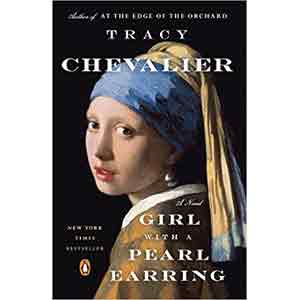 Author of AT THE EDGE OF THE ORCHARD
TRACY
CHEVALIER
A Novel
GIRL
WITH A
PEARL
EARRING
NEW YORK
TIMES
BESTSELLER